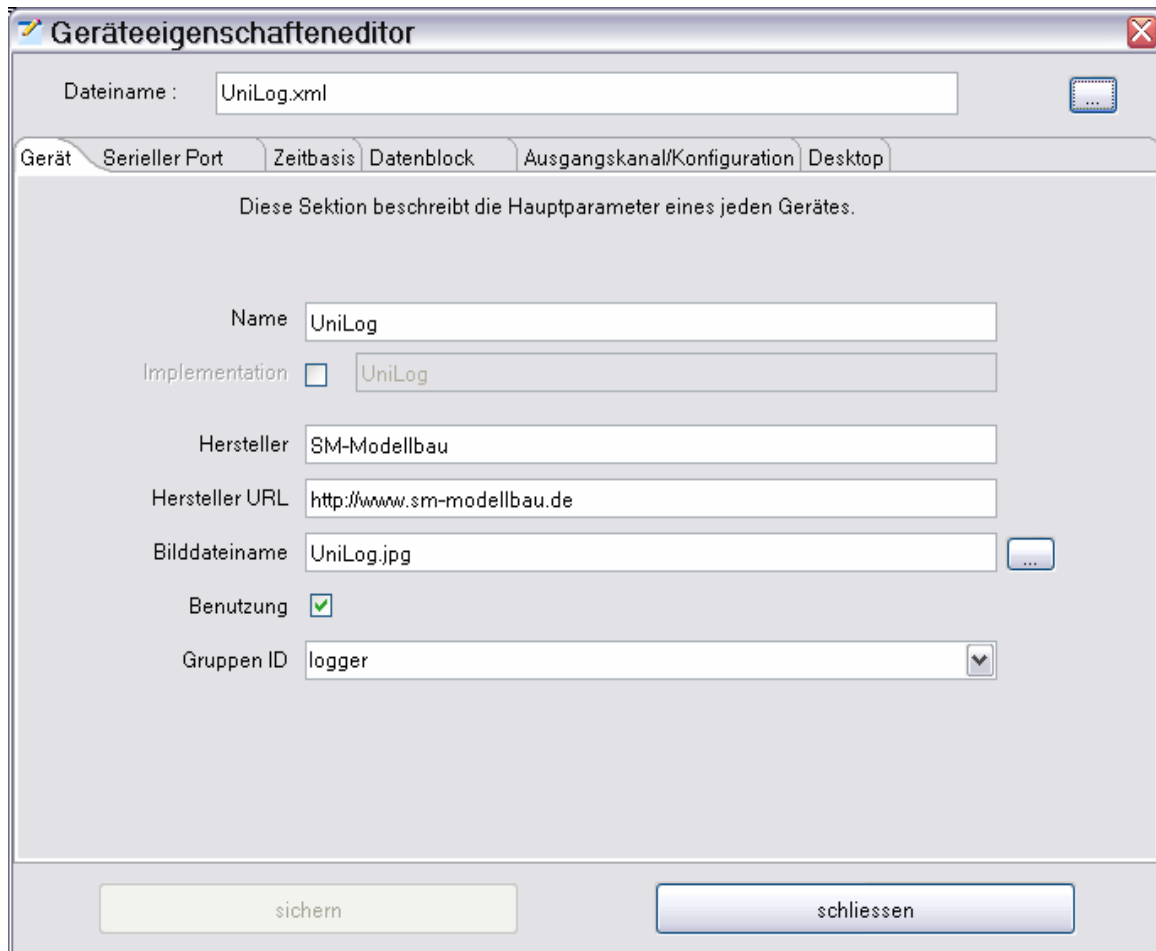 Geräteeigenschafteneditor
Dateiname : UniLog.xml ...
Gerät Serieller Port Zeitbasis Datenblock Ausgangskanal/Konfiguration Desktop
Diese Sektion beschreibt die Hauptparameter eines jeden Gerätes.
Name UniLog
Implementation UniLog
Hersteller SM-Modellbau
Hersteller URL http://www.sm-modellbau.de
Bilddateiname UniLog.jpg ...
Benutzung
Gruppen ID logger
sichern schliessen